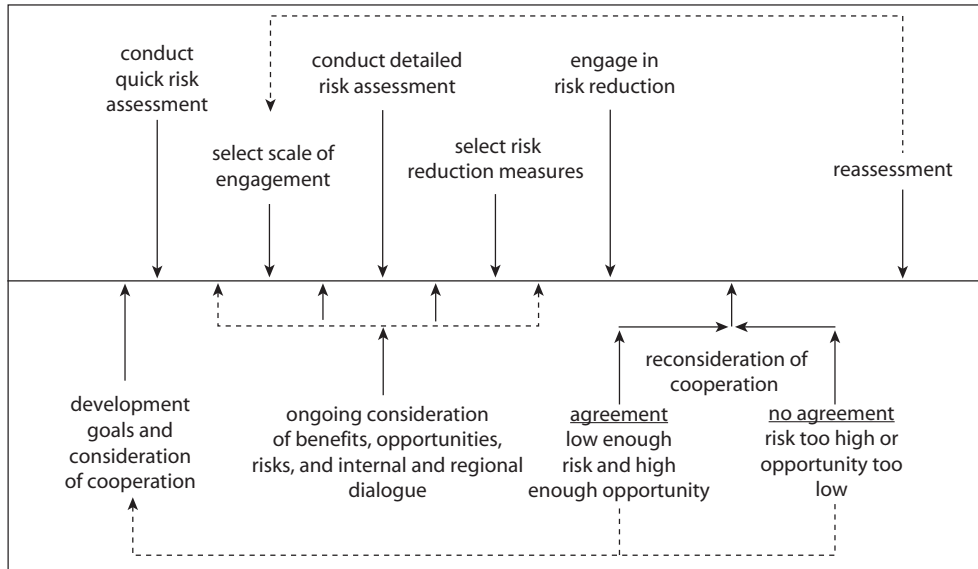 conduct
quick risk
assessment
select scale of
engagement
conduct detailed
risk assessment
select risk
reduction measures
engage in
risk reduction
reassessment
development
goals and
consideration
of cooperation
ongoing consideration
of benefits, opportunities,
risks, and internal and regional
dialogue
reconsideration of
cooperation
agreement
low enough
risk and high
enough opportunity
no agreement
risk too high or
opportunity too
low